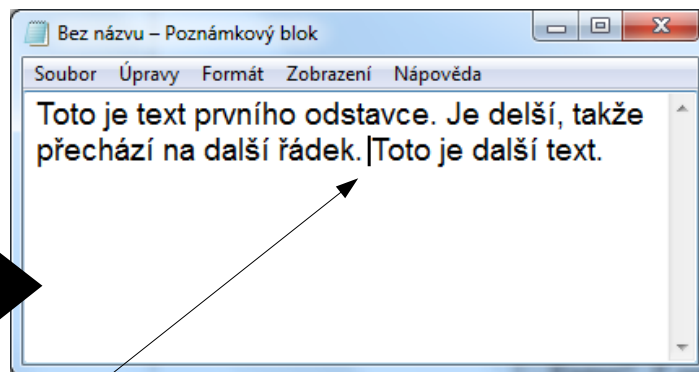 Bez názvu – Poznámkový blok
Soubor Úpravy Formát Zobrazení Nápověda
Toto je text prvního odstavce. Je delší, takže
přechází na další řádek. Toto je další text.